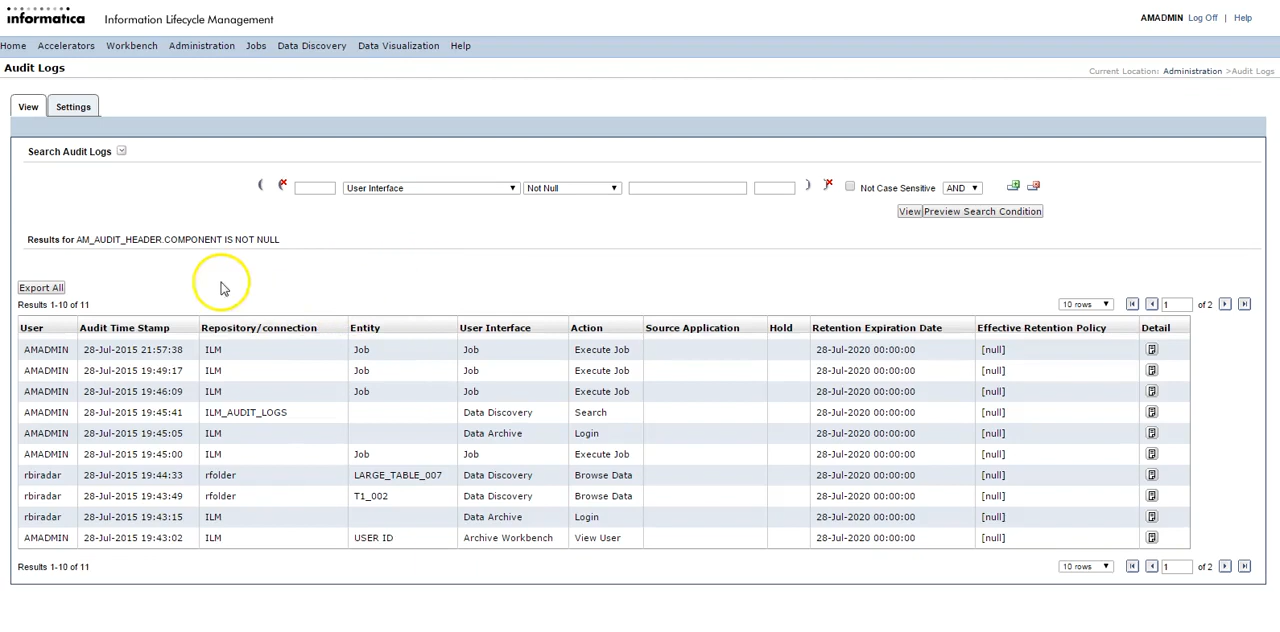 informatica Information Lifecycle Management AMADMIN Log Off | Help
Home Accelerators Workbench Administration Jobs Data Discovery Data Visualization Help
Audit Logs
Current Location: Administration >Audit Logs
View Settings
Search Audit Logs
( ( User Interface Not Null ) ) Not Case Sensitive AND
View Preview Search Condition
Results for AM_AUDIT_HEADER.COMPONENT IS NOT NULL
Export All
Results 1-10 of 11 10 rows 1 of 2
User Audit Time Stamp Repository/connection Entity User Interface Action Source Application Hold Retention Expiration Date Effective Retention Policy Detail
AMADMIN 28-Jul-2015 21:57:38 ILM Job Job Execute Job 28-Jul-2020 00:00:00 [null]
AMADMIN 28-Jul-2015 19:49:17 ILM Job Job Execute Job 28-Jul-2020 00:00:00 [null]
AMADMIN 28-Jul-2015 19:46:09 ILM Job Job Execute Job 28-Jul-2020 00:00:00 [null]
AMADMIN 28-Jul-2015 19:45:41 ILM_AUDIT_LOGS Data Discovery Search 28-Jul-2020 00:00:00 [null]
AMADMIN 28-Jul-2015 19:45:05 ILM Data Archive Login 28-Jul-2020 00:00:00 [null]
AMADMIN 28-Jul-2015 19:45:00 ILM Job Job Execute Job 28-Jul-2020 00:00:00 [null]
rbiradar 28-Jul-2015 19:44:33 rfolder LARGE_TABLE_007 Data Discovery Browse Data 28-Jul-2020 00:00:00 [null]
rbiradar 28-Jul-2015 19:43:49 rfolder T1_002 Data Discovery Browse Data 28-Jul-2020 00:00:00 [null]
rbiradar 28-Jul-2015 19:43:15 ILM Data Archive Login 28-Jul-2020 00:00:00 [null]
AMADMIN 28-Jul-2015 19:43:02 ILM USER ID Archive Workbench View User 28-Jul-2020 00:00:00 [null]
Results 1-10 of 11 10 rows 1 of 2